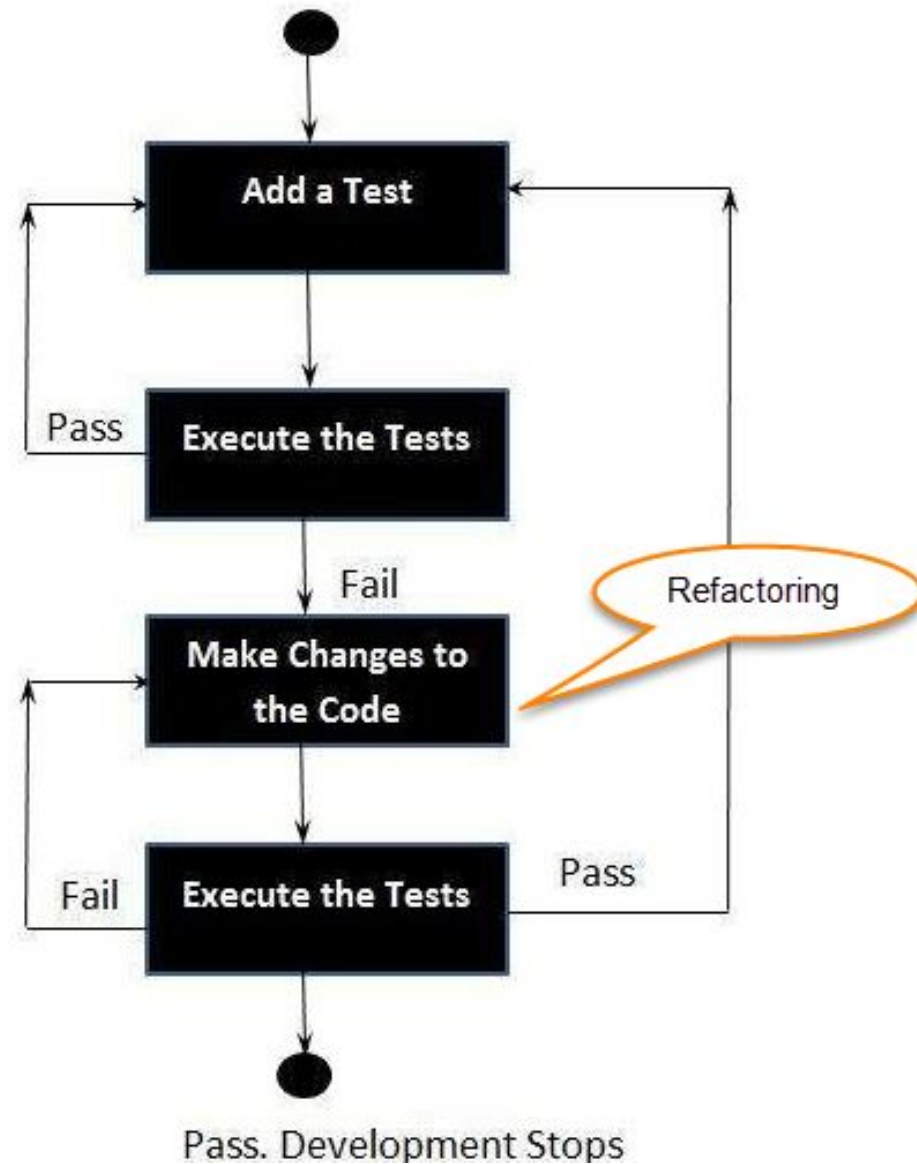 Add a Test
Pass
Execute the Tests
Fail
Refactoring
Make Changes to
the Code
Pass
Fail
Execute the Tests
Pass. Development Stops